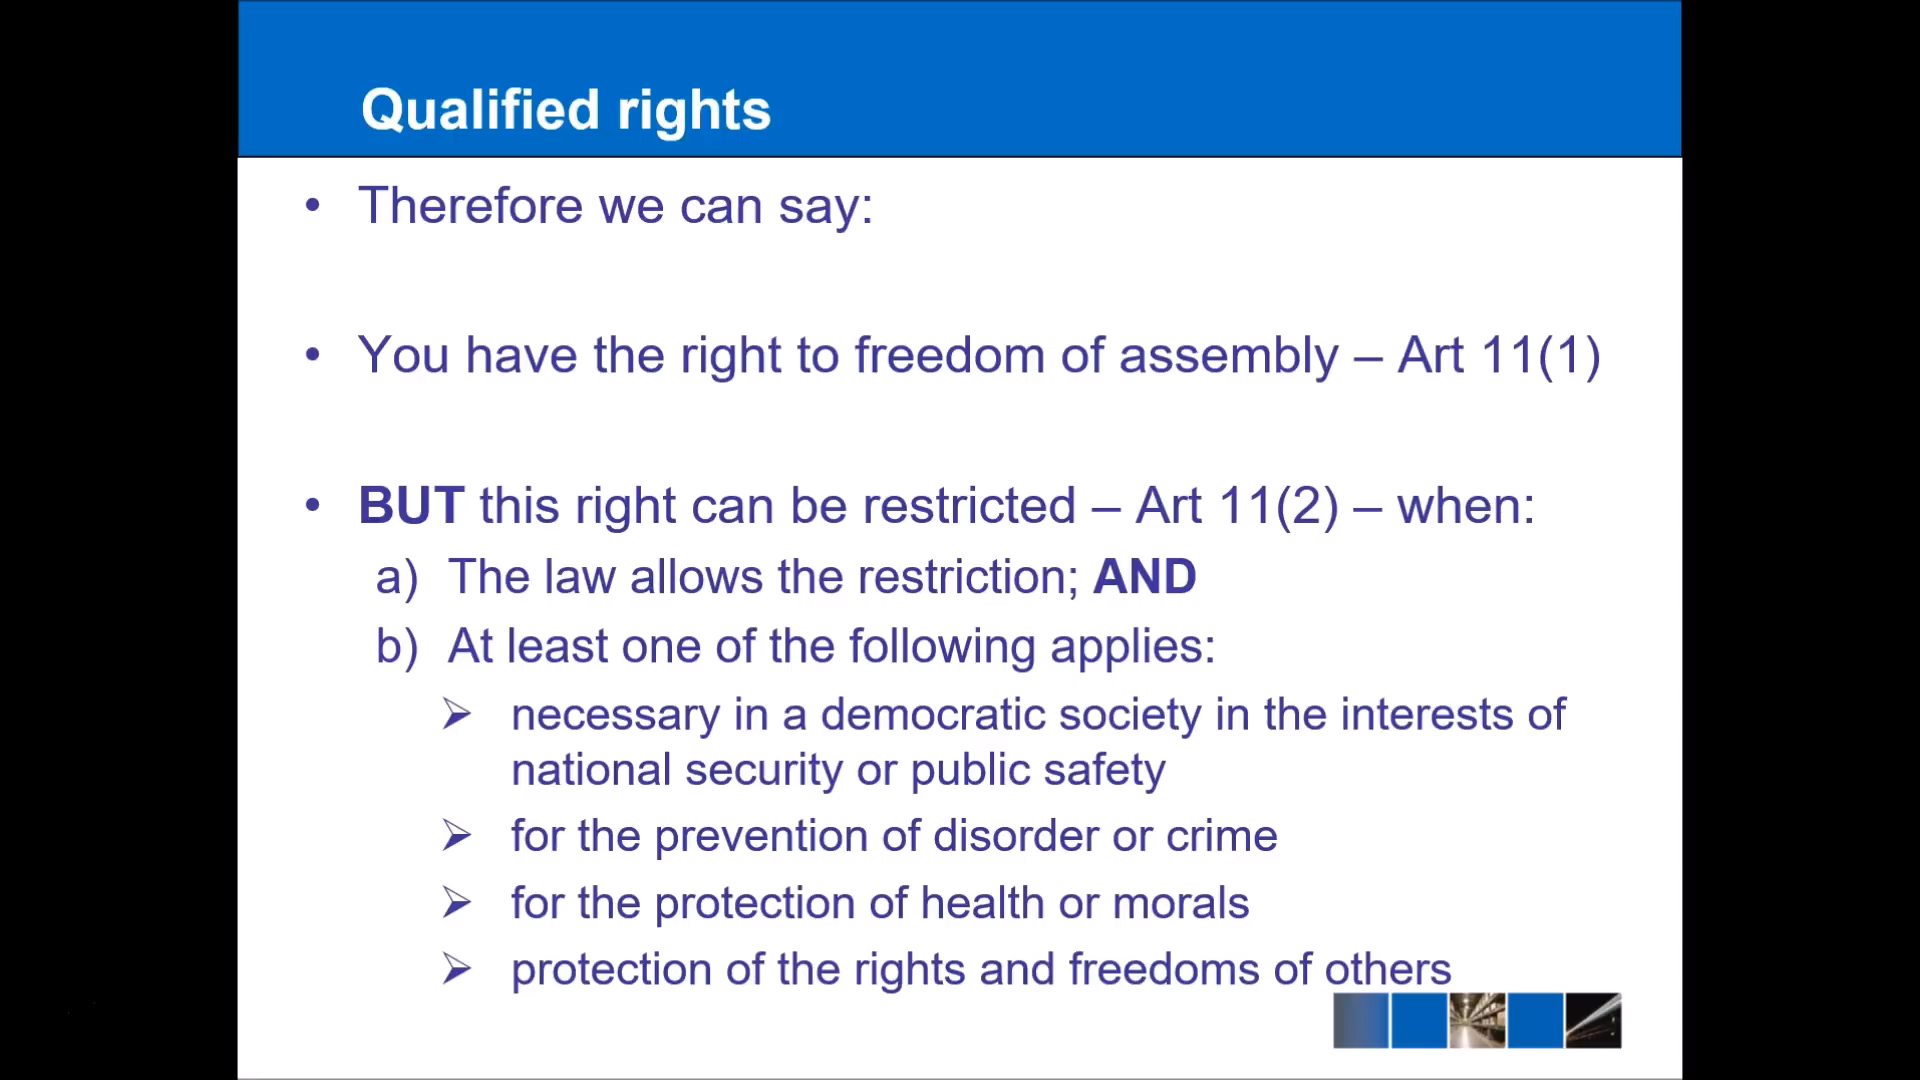 Qualified rights
• Therefore we can say:
• You have the right to freedom of assembly – Art 11(1)
• BUT this right can be restricted – Art 11(2) – when:
a) The law allows the restriction; AND
b) At least one of the following applies:
➢ necessary in a democratic society in the interests of
national security or public safety
➢ for the prevention of disorder or crime
➢ for the protection of health or morals
➢ protection of the rights and freedoms of others